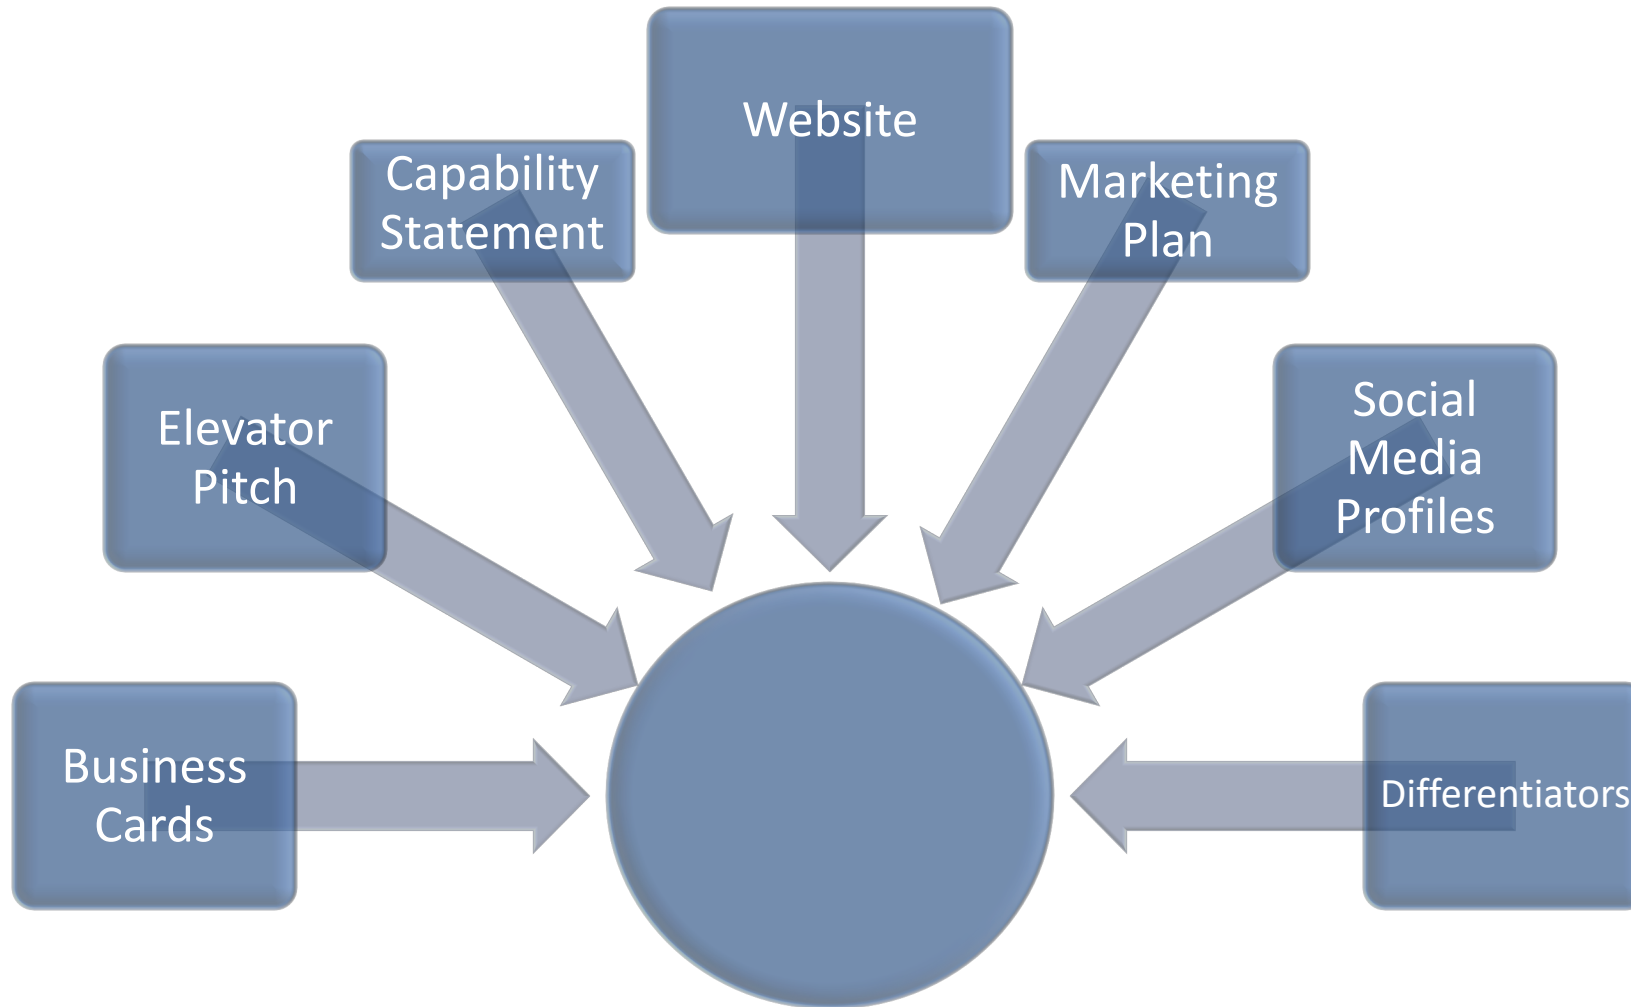 Website
Capability
Statement
Marketing
Plan
Elevator
Pitch
Social
Media
Profiles
Business
Cards
Differentiators